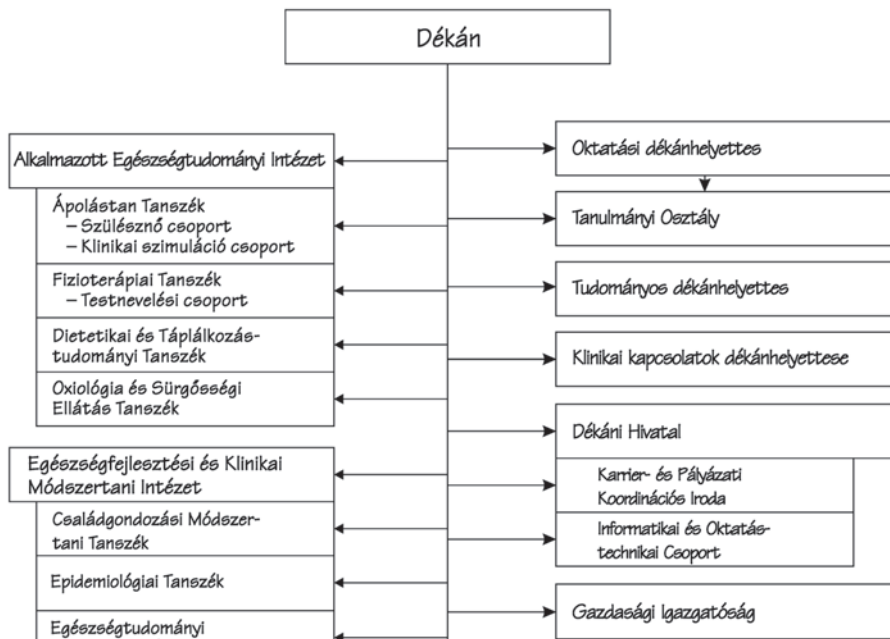 Dékán
Alkalmazott Egészségtudományi Intézet
Ápolástan Tanszék
– Szülésznő csoport
– Klinikai szimuláció csoport
Fizioterápiai Tanszék
– Testnevelési csoport
Dietetikai és Táplálkozás-
tudományi Tanszék
Oxiológia és Sürgősségi
Ellátás Tanszék
Egészségfejlesztési és Klinikai
Módszertani Intézet
Családgondozási Módszer-
tani Tanszék
Epidemiológiai Tanszék
Egészségtudományi
Oktatási dékánhelyettes
Tanulmányi Osztály
Tudományos dékánhelyettes
Klinikai kapcsolatok dékánhelyettese
Dékáni Hivatal
Karrier- és Pályázati
Koordinációs Iroda
Informatikai és Oktatás-
technikai Csoport
Gazdasági Igazgatóság